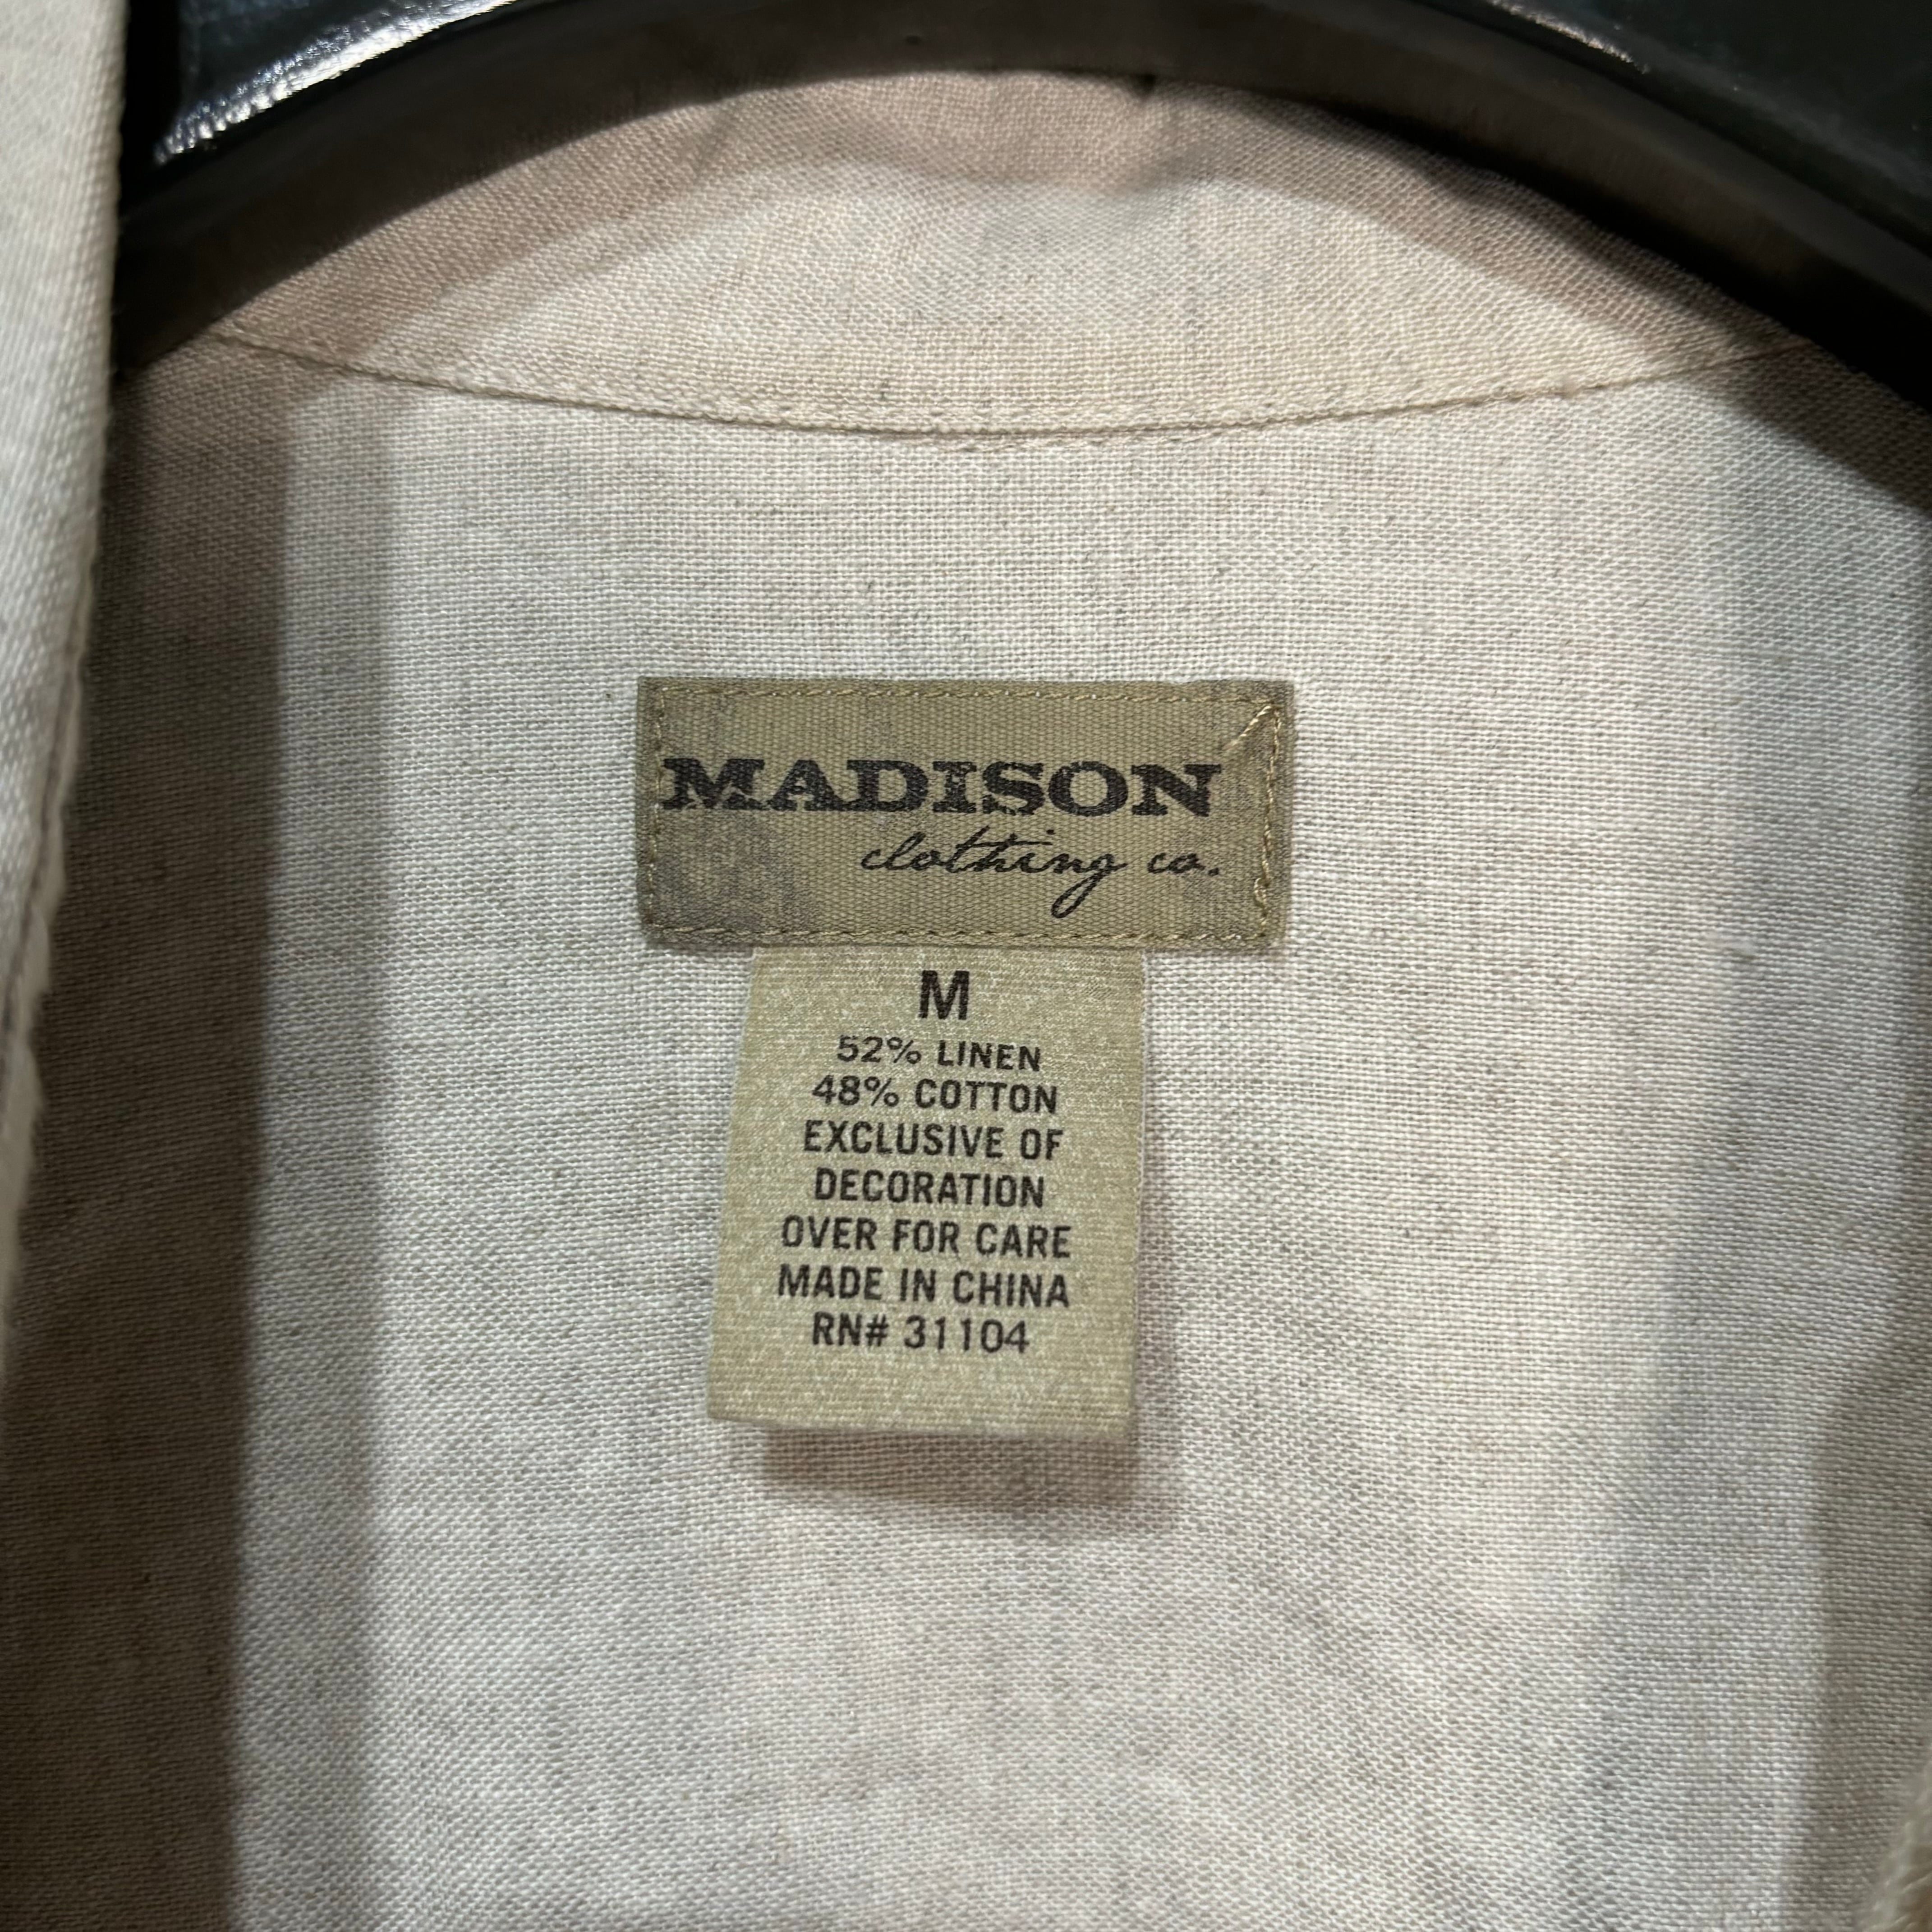 MADISON
clothing co.
M
52% LINEN
48% COTTON
EXCLUSIVE OF
DECORATION
OVER FOR CARE
MADE IN CHINA
RN# 31104